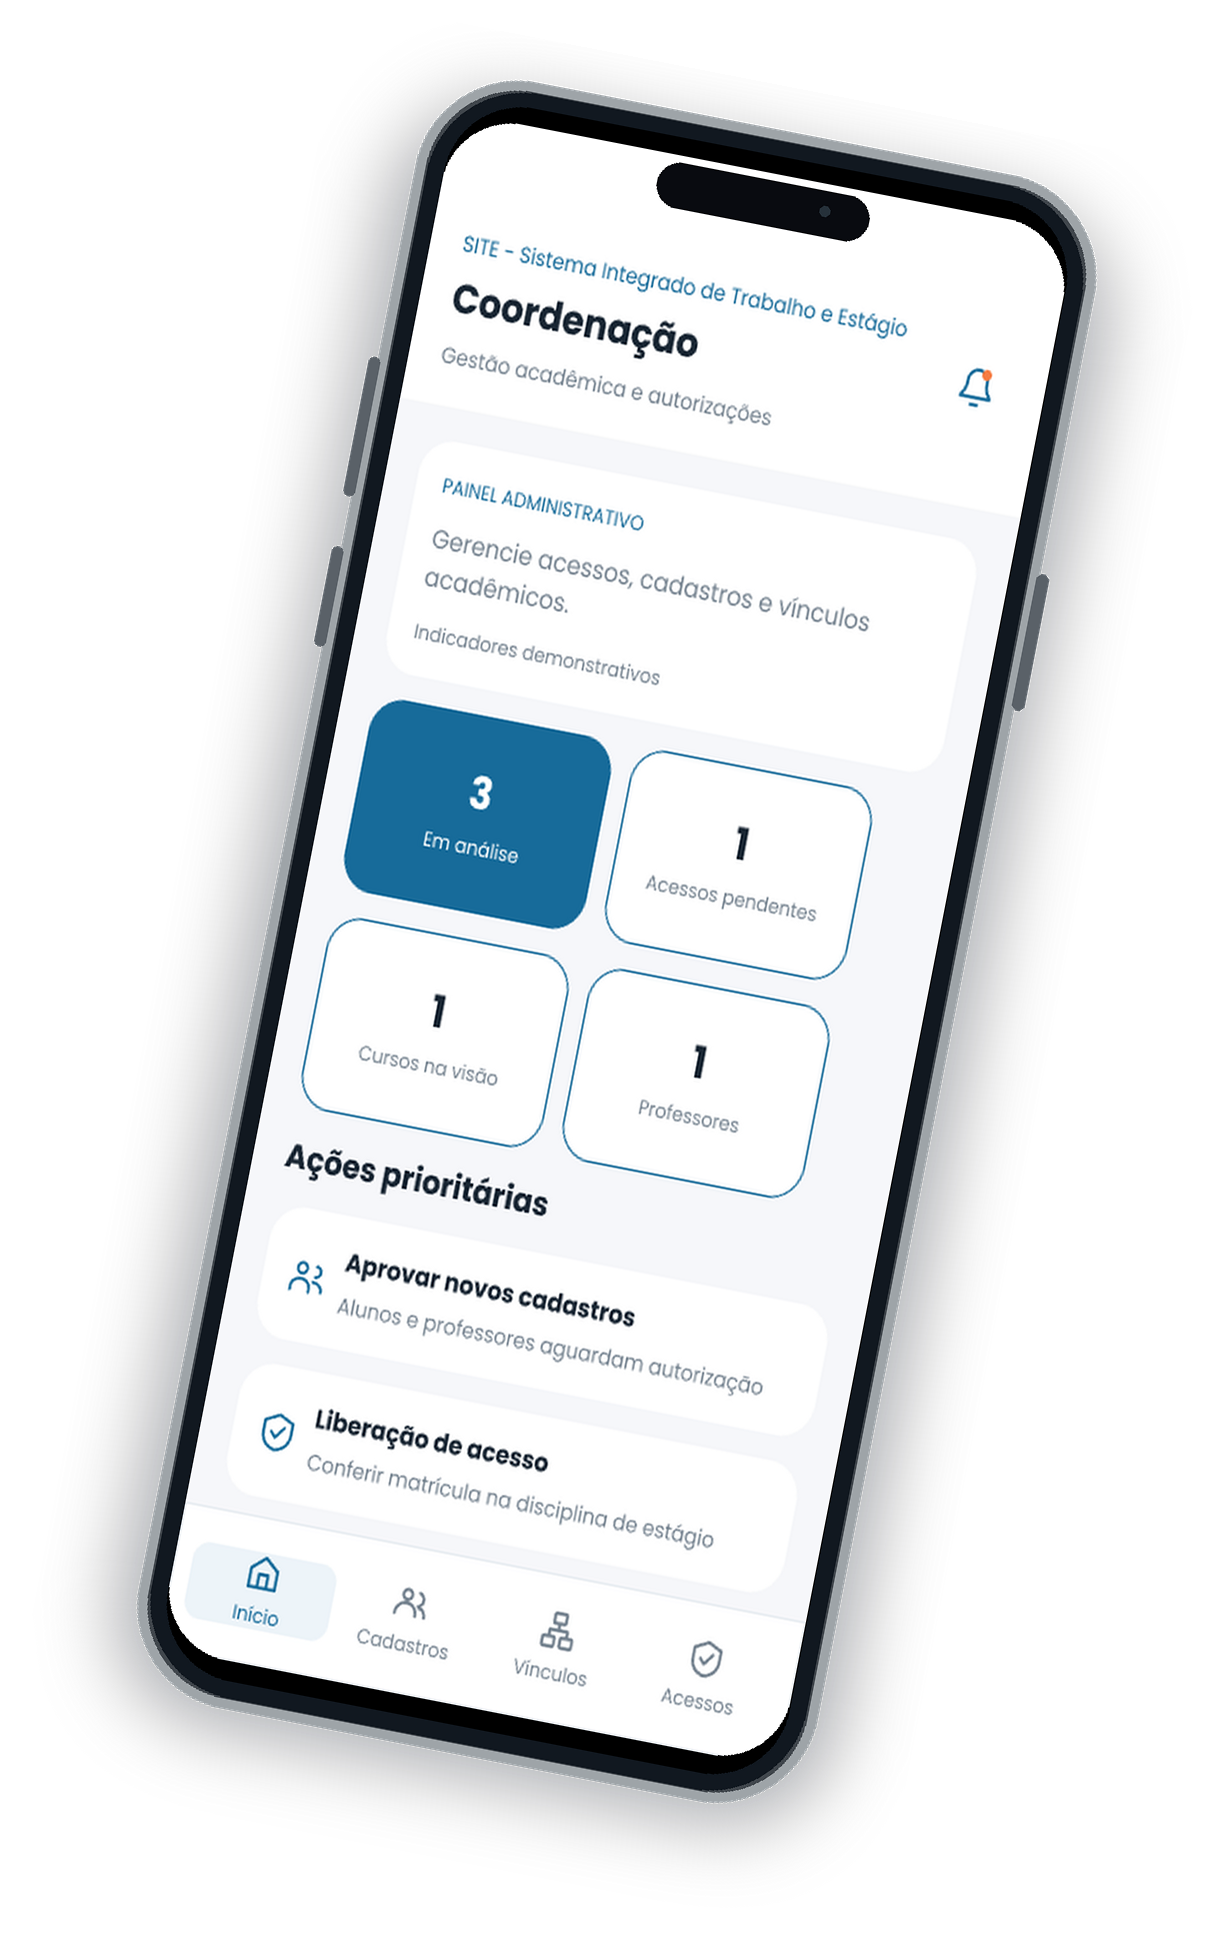 SITE - Sistema Integrado de Trabalho e Estágio
Coordenação
Gestão acadêmica e autorizações
PAINEL ADMINISTRATIVO
Gerencie acessos, cadastros e vínculos
acadêmicos.
Indicadores demonstrativos
3
Em análise
1
Acessos pendentes
1
Cursos na visão
1
Professores
Ações prioritárias
Aprovar novos cadastros
Alunos e professores aguardam autorização
Liberação de acesso
Conferir matrícula na disciplina de estágio
Início
Cadastros
Vínculos
Acessos